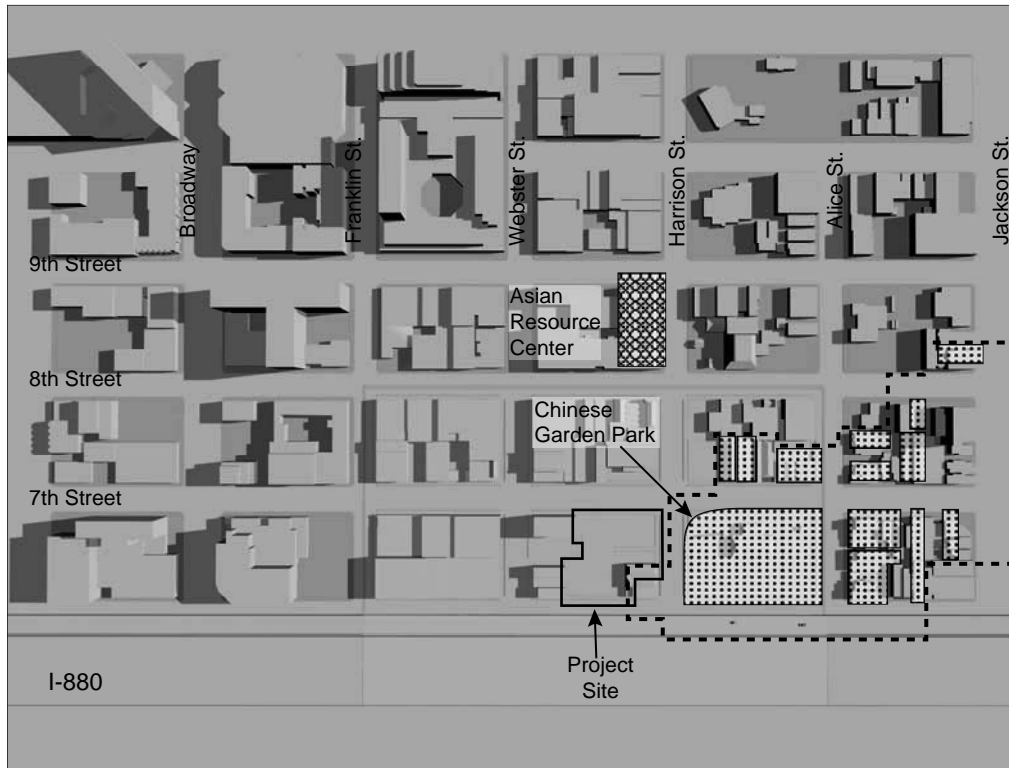 Broadway
Franklin St.
Webster St.
Harrison St.
Alice St.
Jackson St.
9th Street
Asian
Resource
Center
8th Street
Chinese
Garden Park
7th Street
Project
Site
I-880